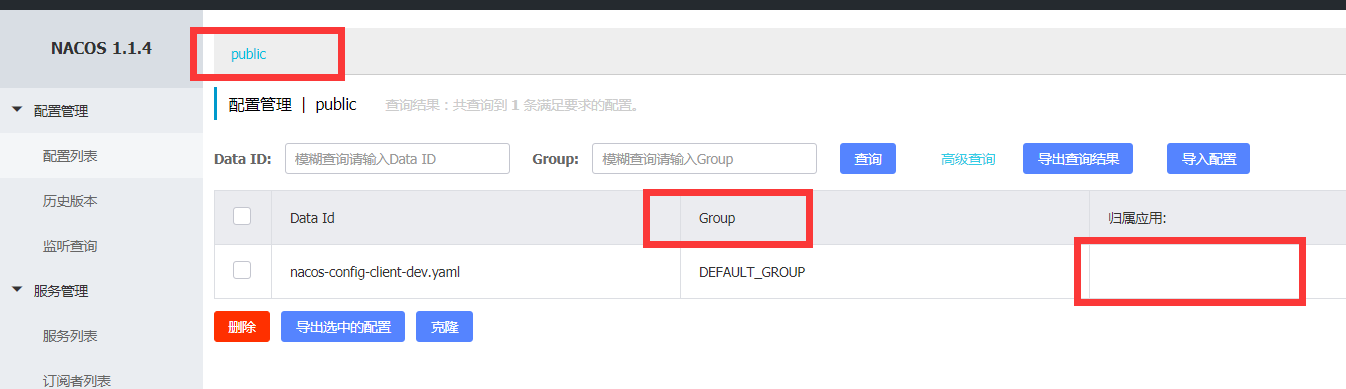 NACOS 1.1.4
配置管理
配置列表
历史版本
监听查询
服务管理
服务列表
订阅者列表
public
配置管理 | public 查询结果：共查询到 1 条满足要求的配置。
Data ID: 模糊查询请输入Data ID Group: 模糊查询请输入Group 查询 高级查询 导出查询结果 导入配置
Data Id Group 归属应用:
nacos-config-client-dev.yaml DEFAULT_GROUP
删除 导出选中的配置 克隆